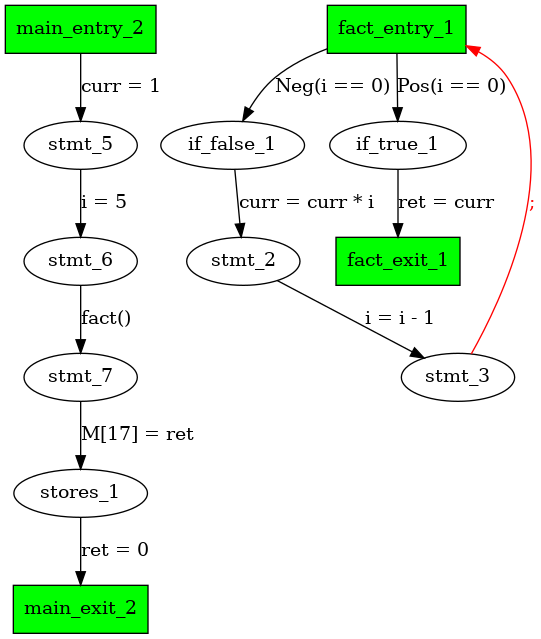 main_entry_2
fact_entry_1
curr = 1
Neg(i == 0)
Pos(i == 0)
stmt_5
if_false_1
if_true_1
i = 5
curr = curr * i
ret = curr
;
stmt_6
stmt_2
fact_exit_1
fact()
i = i - 1
stmt_7
stmt_3
M[17] = ret
stores_1
ret = 0
main_exit_2